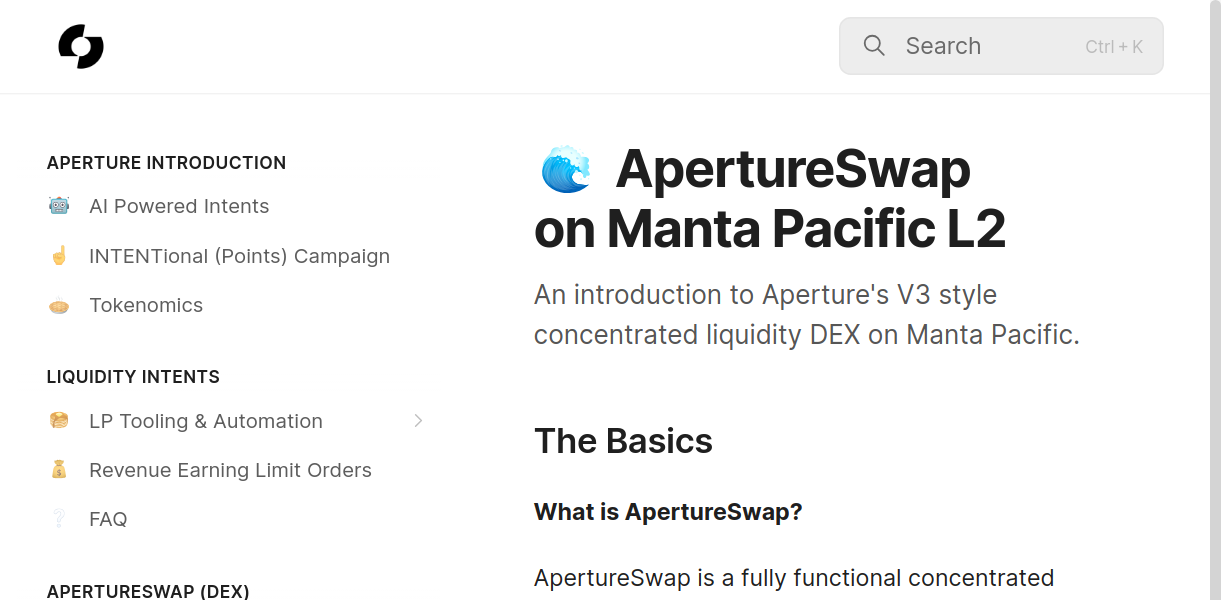 Search Ctrl + K
APERTURE INTRODUCTION
AI Powered Intents
INTENTional (Points) Campaign
Tokenomics
LIQUIDITY INTENTS
LP Tooling & Automation
Revenue Earning Limit Orders
FAQ
APERTURESWAP (DEX)
ApertureSwap
on Manta Pacific L2
An introduction to Aperture's V3 style
concentrated liquidity DEX on Manta Pacific.
The Basics
What is ApertureSwap?
ApertureSwap is a fully functional concentrated